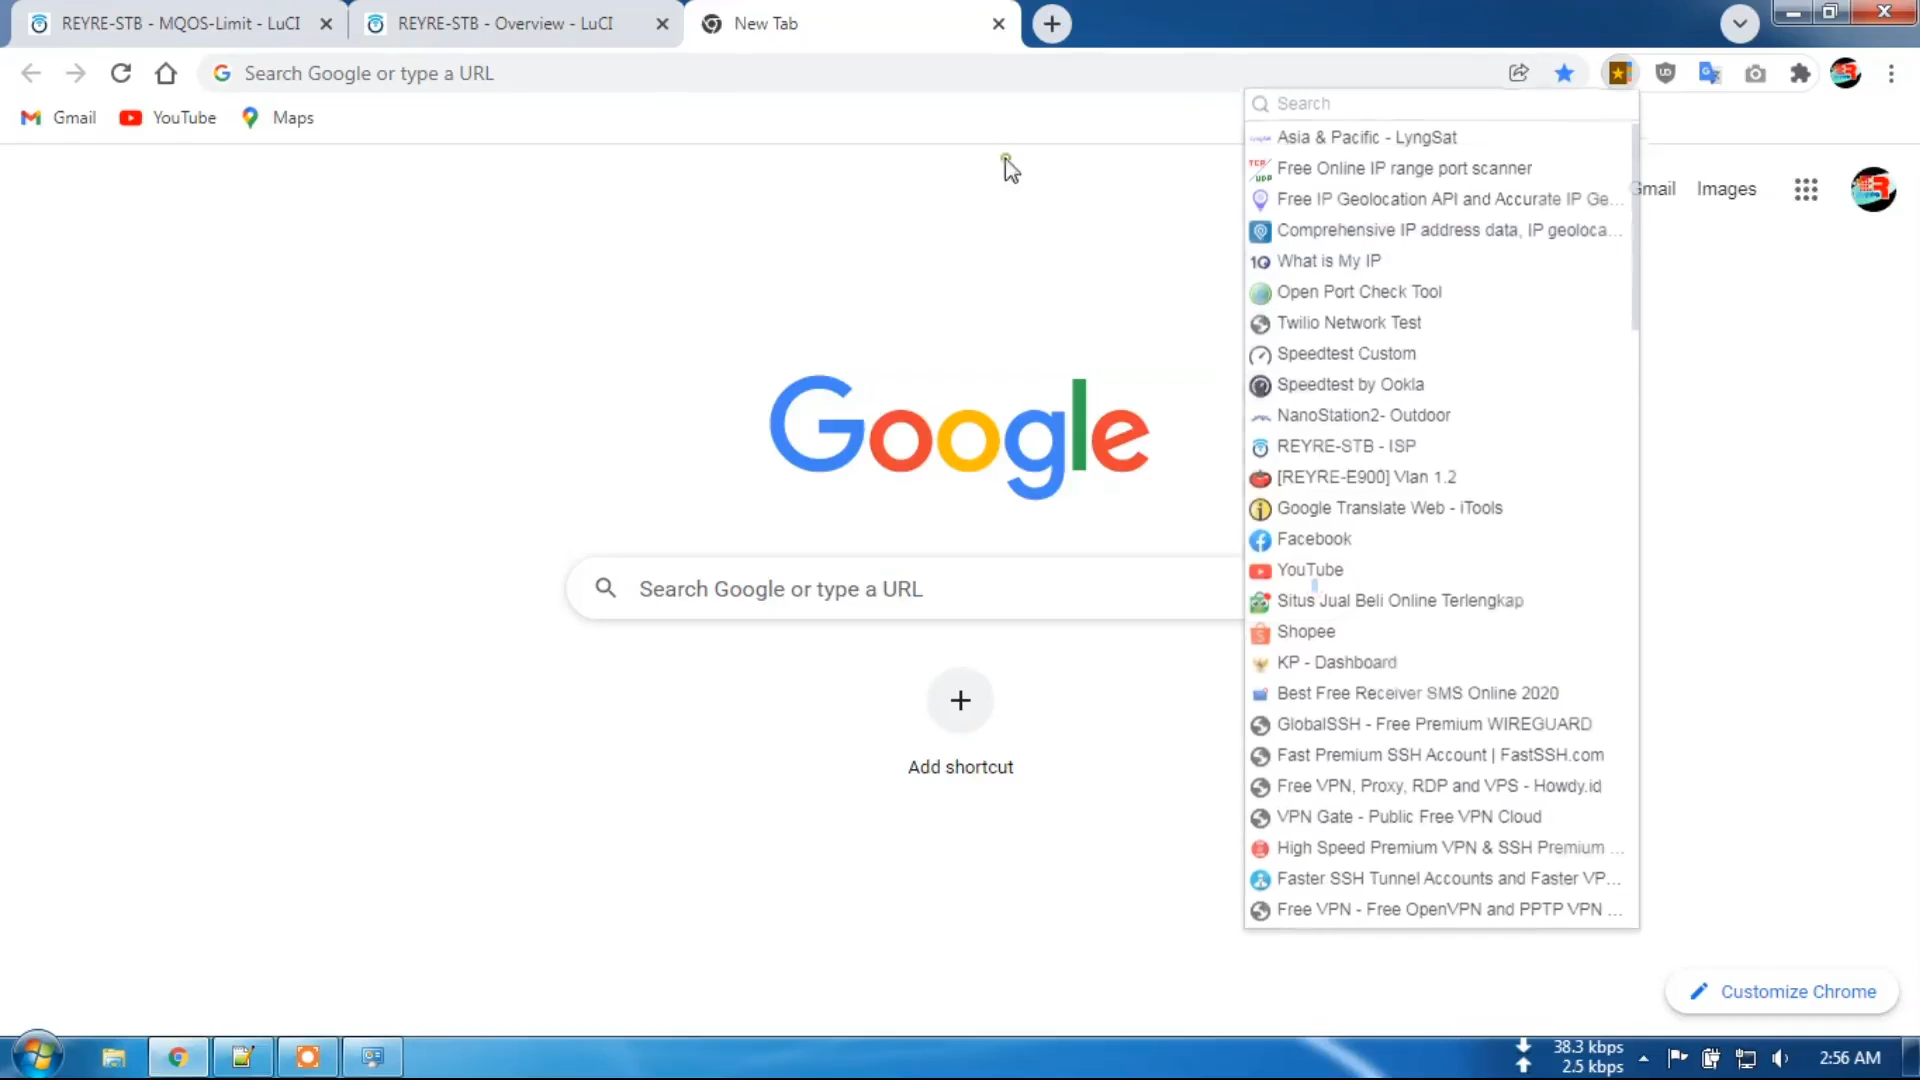 REYRE-STB - MQOS-Limit - LuCI
REYRE-STB - Overview - LuCI
New Tab
Search Google or type a URL
Gmail
YouTube
Maps
Search
Asia & Pacific - LyngSat
Free Online IP range port scanner
Free IP Geolocation API and Accurate IP Ge...
Comprehensive IP address data, IP geoloca...
What is My IP
Open Port Check Tool
Twilio Network Test
Speedtest Custom
Speedtest by Ookla
NanoStation2- Outdoor
REYRE-STB - ISP
[REYRE-E900] Vlan 1.2
Google Translate Web - iTools
Facebook
YouTube
Situs Jual Beli Online Terlengkap
Shopee
KP - Dashboard
Best Free Receiver SMS Online 2020
GlobalSSH - Free Premium WIREGUARD
Fast Premium SSH Account | FastSSH.com
Free VPN, Proxy, RDP and VPS - Howdy.id
VPN Gate - Public Free VPN Cloud
High Speed Premium VPN & SSH Premium ...
Faster SSH Tunnel Accounts and Faster VP...
Free VPN - Free OpenVPN and PPTP VPN ...
Gmail
Images
Google
Search Google or type a URL
Add shortcut
Customize Chrome
38.3 kbps
2.5 kbps
2:56 AM